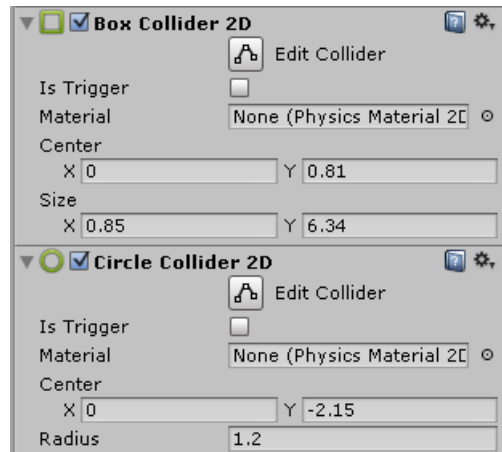 Box Collider 2D
Edit Collider
Is Trigger
Material None (Physics Material 2D
Center
X 0 Y 0.81
Size
X 0.85 Y 6.34
Circle Collider 2D
Edit Collider
Is Trigger
Material None (Physics Material 2D
Center
X 0 Y -2.15
Radius 1.2